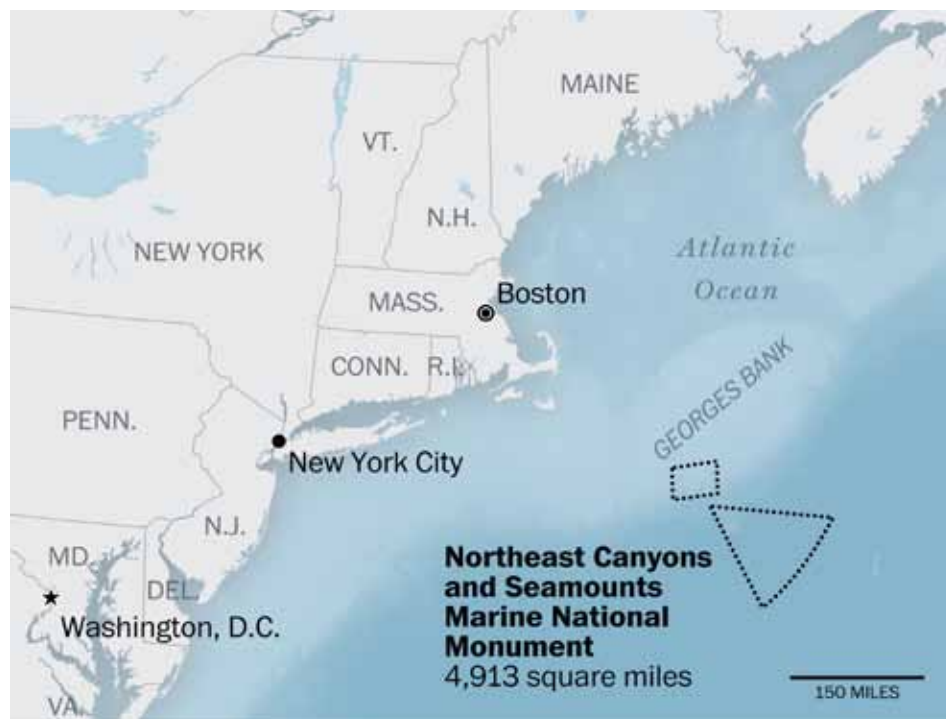 MAINE
VT.
N.H.
NEW YORK
Atlantic
Ocean
MASS.
Boston
CONN.
R.I.
GEORGES BANK
PENN.
New York City
N.J.
MD.
DEL.
Washington, D.C.
VA.
Northeast Canyons
and Seamounts
Marine National
Monument
4,913 square miles
150 MILES